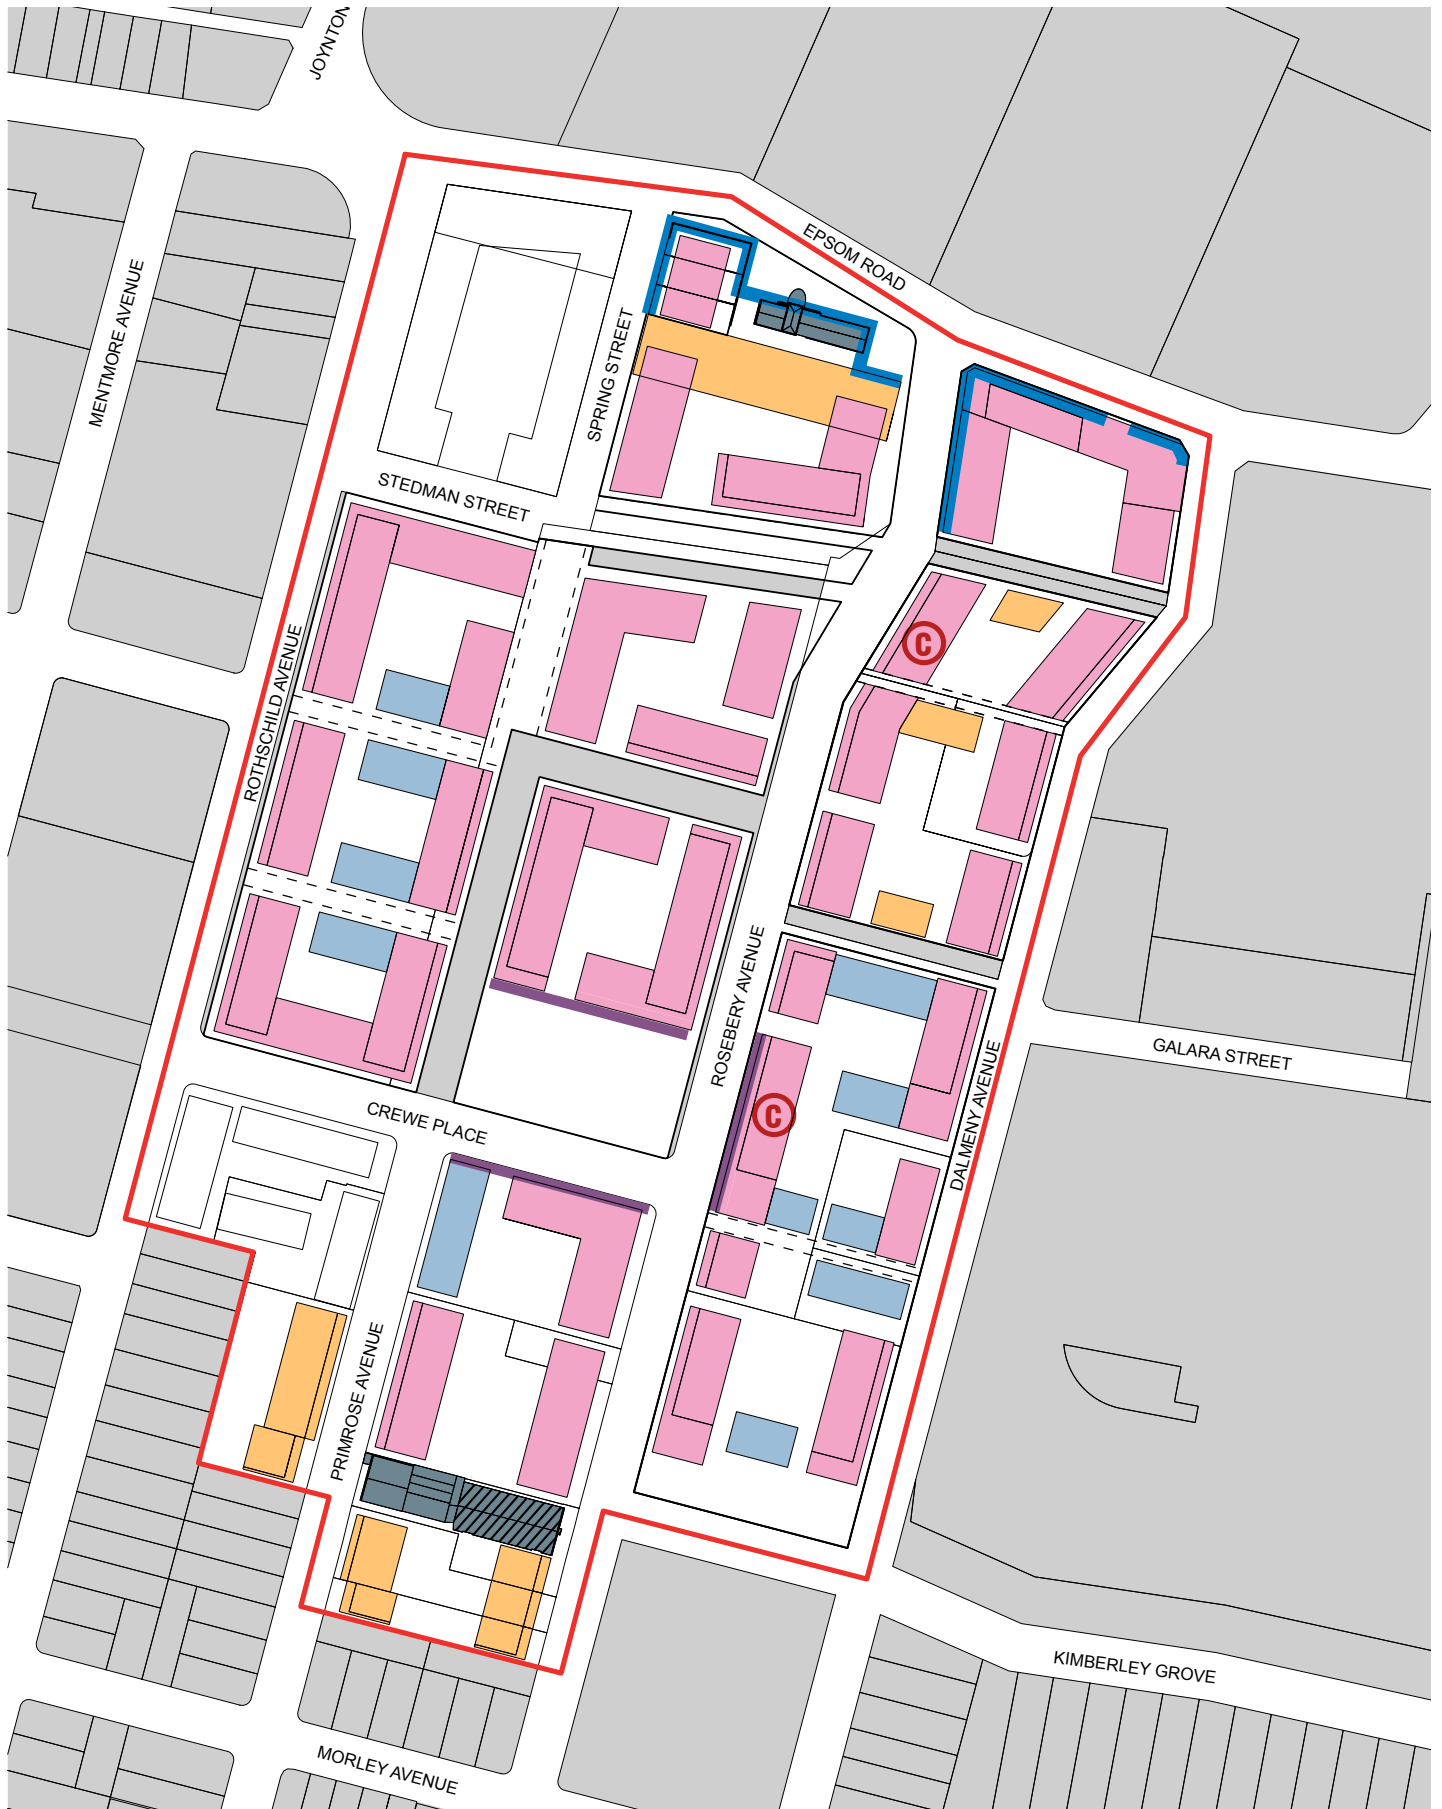 JOYNTON
EPSOM ROAD
MENTMORE AVENUE
SPRING STREET
STEDMAN STREET
ROTHSCHILD AVENUE
C
ROSEBERY AVENUE
GALARA STREET
DALMENY AVENUE
C
CREWE PLACE
PRIMROSE AVENUE
KIMBERLEY GROVE
MORLEY AVENUE